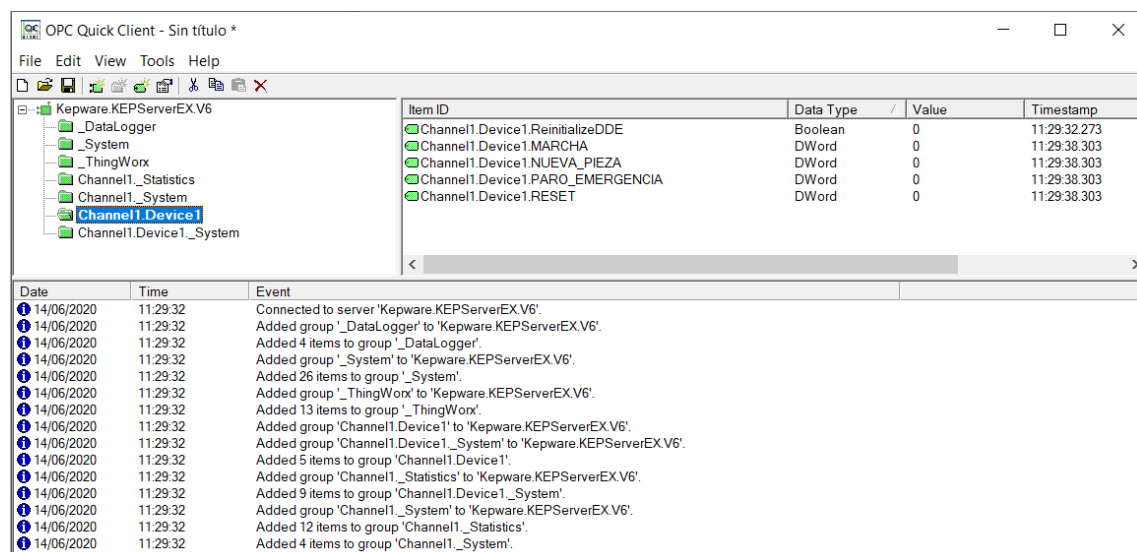 OPC Quick Client - Sin título *
File Edit View Tools Help
Kepware.KEPServerEX.V6
_DataLogger
_System
_ThingWorx
Channel1._Statistics
Channel1._System
Channel1.Device1
Channel1.Device1._System
Item ID Data Type Value Timestamp
Channel1.Device1.ReinitializeDDE Boolean 0 11:29:32.273
Channel1.Device1.MARCHA DWord 0 11:29:38.303
Channel1.Device1.NUEVA_PIEZA DWord 0 11:29:38.303
Channel1.Device1.PARO_EMERGENCIA DWord 0 11:29:38.303
Channel1.Device1.RESET DWord 0 11:29:38.303
Date Time Event
14/06/2020 11:29:32 Connected to server 'Kepware.KEPServerEX.V6'.
14/06/2020 11:29:32 Added group '_DataLogger' to 'Kepware.KEPServerEX.V6'.
14/06/2020 11:29:32 Added 4 items to group '_DataLogger'.
14/06/2020 11:29:32 Added group '_System' to 'Kepware.KEPServerEX.V6'.
14/06/2020 11:29:32 Added 26 items to group '_System'.
14/06/2020 11:29:32 Added group '_ThingWorx' to 'Kepware.KEPServerEX.V6'.
14/06/2020 11:29:32 Added 13 items to group '_ThingWorx'.
14/06/2020 11:29:32 Added group 'Channel1.Device1' to 'Kepware.KEPServerEX.V6'.
14/06/2020 11:29:32 Added group 'Channel1.Device1._System' to 'Kepware.KEPServerEX.V6'.
14/06/2020 11:29:32 Added 5 items to group 'Channel1.Device1'.
14/06/2020 11:29:32 Added group 'Channel1._Statistics' to 'Kepware.KEPServerEX.V6'.
14/06/2020 11:29:32 Added 9 items to group 'Channel1.Device1._System'.
14/06/2020 11:29:32 Added group 'Channel1._System' to 'Kepware.KEPServerEX.V6'.
14/06/2020 11:29:32 Added 12 items to group 'Channel1._Statistics'.
14/06/2020 11:29:32 Added 4 items to group 'Channel1._System'.